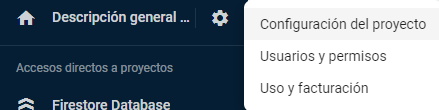 Descripción general ...
Configuración del proyecto
Usuarios y permisos
Accesos directos a proyectos
Uso y facturación
Firestore Database